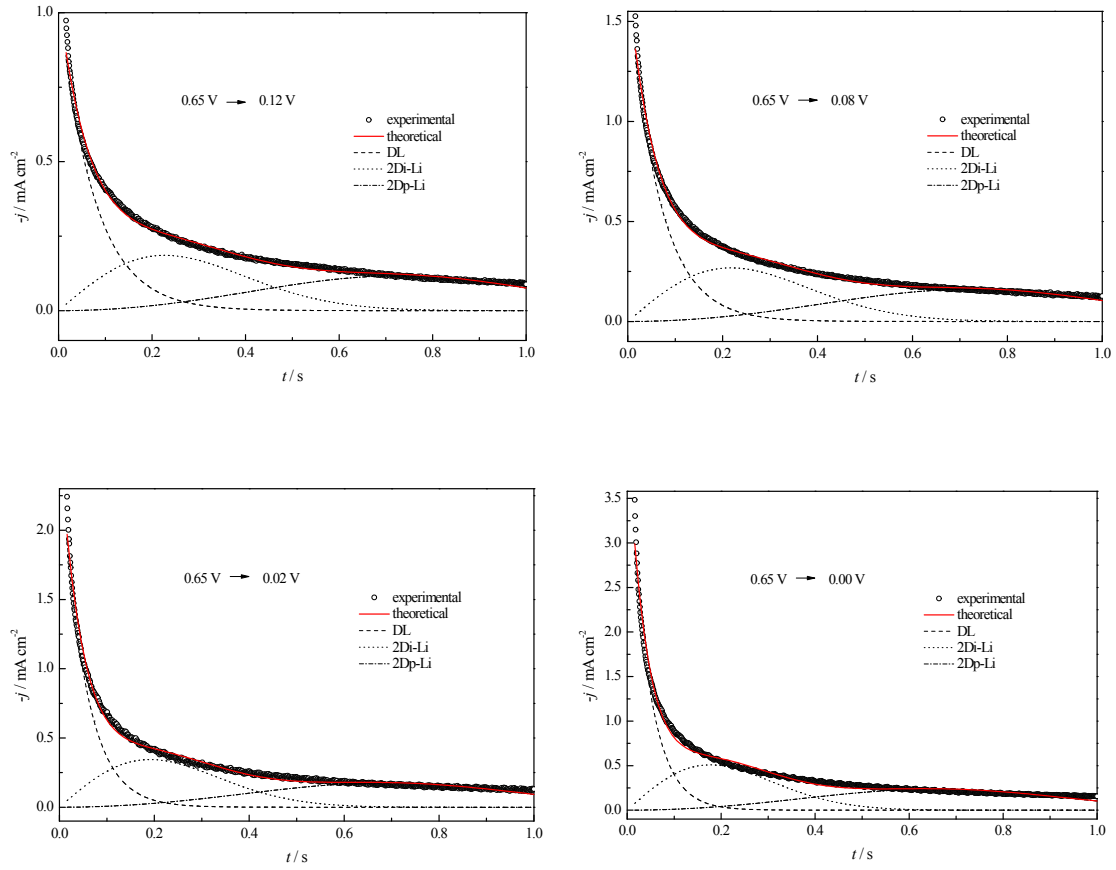 1.0
0.65 V → 0.12 V
experimental
theoretical
DL
2Di-Li
2Dp-Li
0.5
0.0
-j / mA cm-2
0.0 0.2 0.4 0.6 0.8 1.0
t / s
1.5
0.65 V → 0.08 V
experimental
theoretical
DL
2Di-Li
2Dp-Li
1.0
0.5
0.0
-j / mA cm-2
0.0 0.2 0.4 0.6 0.8 1.0
t / s
2.0
0.65 V → 0.02 V
experimental
theoretical
DL
2Di-Li
2Dp-Li
1.5
1.0
0.5
0.0
-j / mA cm-2
0.0 0.2 0.4 0.6 0.8 1.0
t / s
3.5
3.0
0.65 V → 0.00 V
experimental
theoretical
DL
2Di-Li
2Dp-Li
2.5
2.0
1.5
1.0
0.5
0.0
-j / mA cm-2
0.0 0.2 0.4 0.6 0.8 1.0
t / s